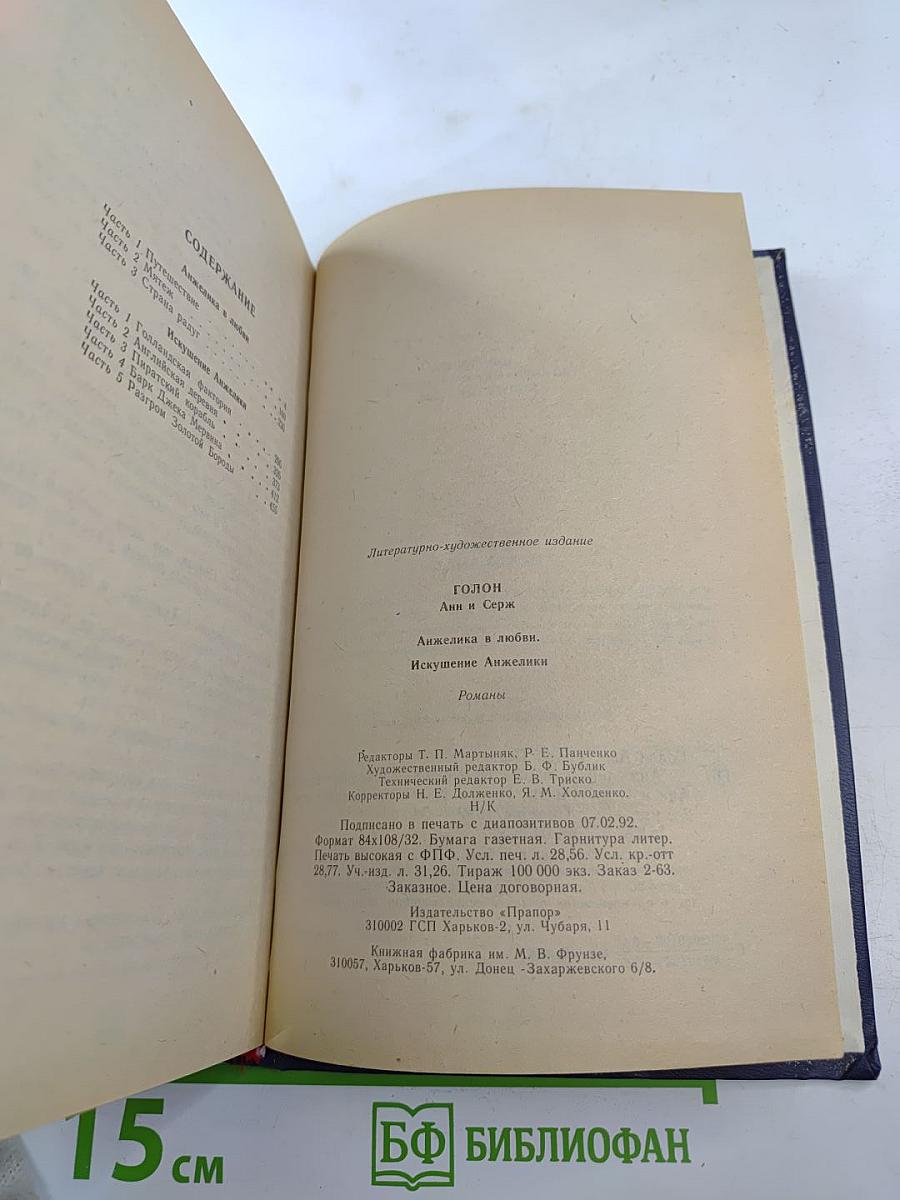 СОДЕРЖАНИЕ
Анжелика в любви
Часть 1 Путешествие . . . . 4
Часть 2 Мятеж
Часть 3 Страна радуг
Искушение Анжелики
Часть 1 Голландская фактория
Часть 2 Английская деревня
Часть 3 Пиратский корабль
Часть 4 Барк Джека Мервина
Часть 5 Разгром Золотой Бороды
Литературно-художественное издание
ГОЛОН
Анн и Серж
Анжелика в любви.
Искушение Анжелики
Романы
Редакторы Т. П. Мартыняк, Р. Е. Панченко
Художественный редактор Б. Ф. Бублик
Технический редактор Е. В. Триско.
Корректоры Н. Е. Долженко, Я. М. Холоденко.
Н/К
Подписано в печать с диапозитивов 07.02.92.
Формат 84х108/32. Бумага газетная. Гарнитура литер.
Печать высокая с ФПФ. Усл. печ. л. 28,56. Усл. кр.-отт
28,77. Уч.-изд. л. 31,26. Тираж 100 000 экз. Заказ 2-63.
Заказное. Цена договорная.
Издательство «Прапор»
310002 ГСП Харьков-2, ул. Чубаря, 11
Книжная фабрика им. М. В. Фрунзе,
310057, Харьков-57, ул. Донец -Захаржевского 6/8.
15 см
БФ БИБЛИОФАН